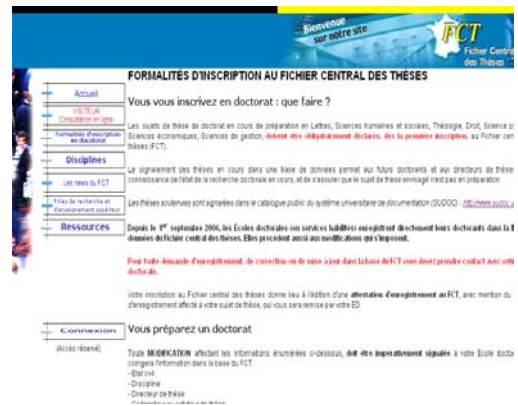 Bienvenue
sur notre site
FCT
Fichier Centra
des Thèses
FORMALITÉS D'INSCRIPTION AU FICHIER CENTRAL DES THÈSES
Accueil
VISITEUR
Consultation en ligne
Formalités d'inscription
en doctorat
Disciplines
Les news du FCT
Filles de recherche et
d'enseignement supérieur
Ressources
Connexion
(Accès réservé)
Vous vous inscrivez en doctorat : que faire ?
Les sujets de thèse de doctorat en cours de préparation en Lettres, Sciences humaines et sociales, Théologie, Droit, Science po
Sciences économiques, Sciences de gestion, doivent être obligatoirement déclarés, dès la première inscription, au Fichier cen
thèses (FCT).
Le signalement des thèses en cours dans une base de données permet aux futurs doctorants et aux directeurs de thèse
connaissance de l'état de la recherche doctorale en cours, et de s'assurer que le sujet de thèse envisagé n'est pas en préparation.
Les thèses soutenues sont signalées dans le catalogue public du système universitaire de documentation (SUDOC) : http://www.sudoc.
Depuis le 1er septembre 2006, les Écoles doctorales ou services habilités enregistrent directement leurs doctorants dans la
données du Fichier central des thèses. Elles procèdent aussi aux modifications qui s'imposent.
Pour toute demande d'enregistrement, de correction ou de mise à jour dans la base du FCT vous devez prendre contact avec votr
doctorale.
Votre inscription au Fichier central des thèses donne lieu à l'édition d'une attestation d'enregistrement au FCT, avec mention du
d'enregistrement affecté à votre sujet de thèse, qui vous sera remise par votre ED.
Vous préparez un doctorat
Toute MODIFICATION affectant les informations énumérées ci-dessous, doit être impérativement signalée à votre École docto
corrigera l'information dans la base du FCT :
- Etat civil
- Discipline
- Directeur de thèse